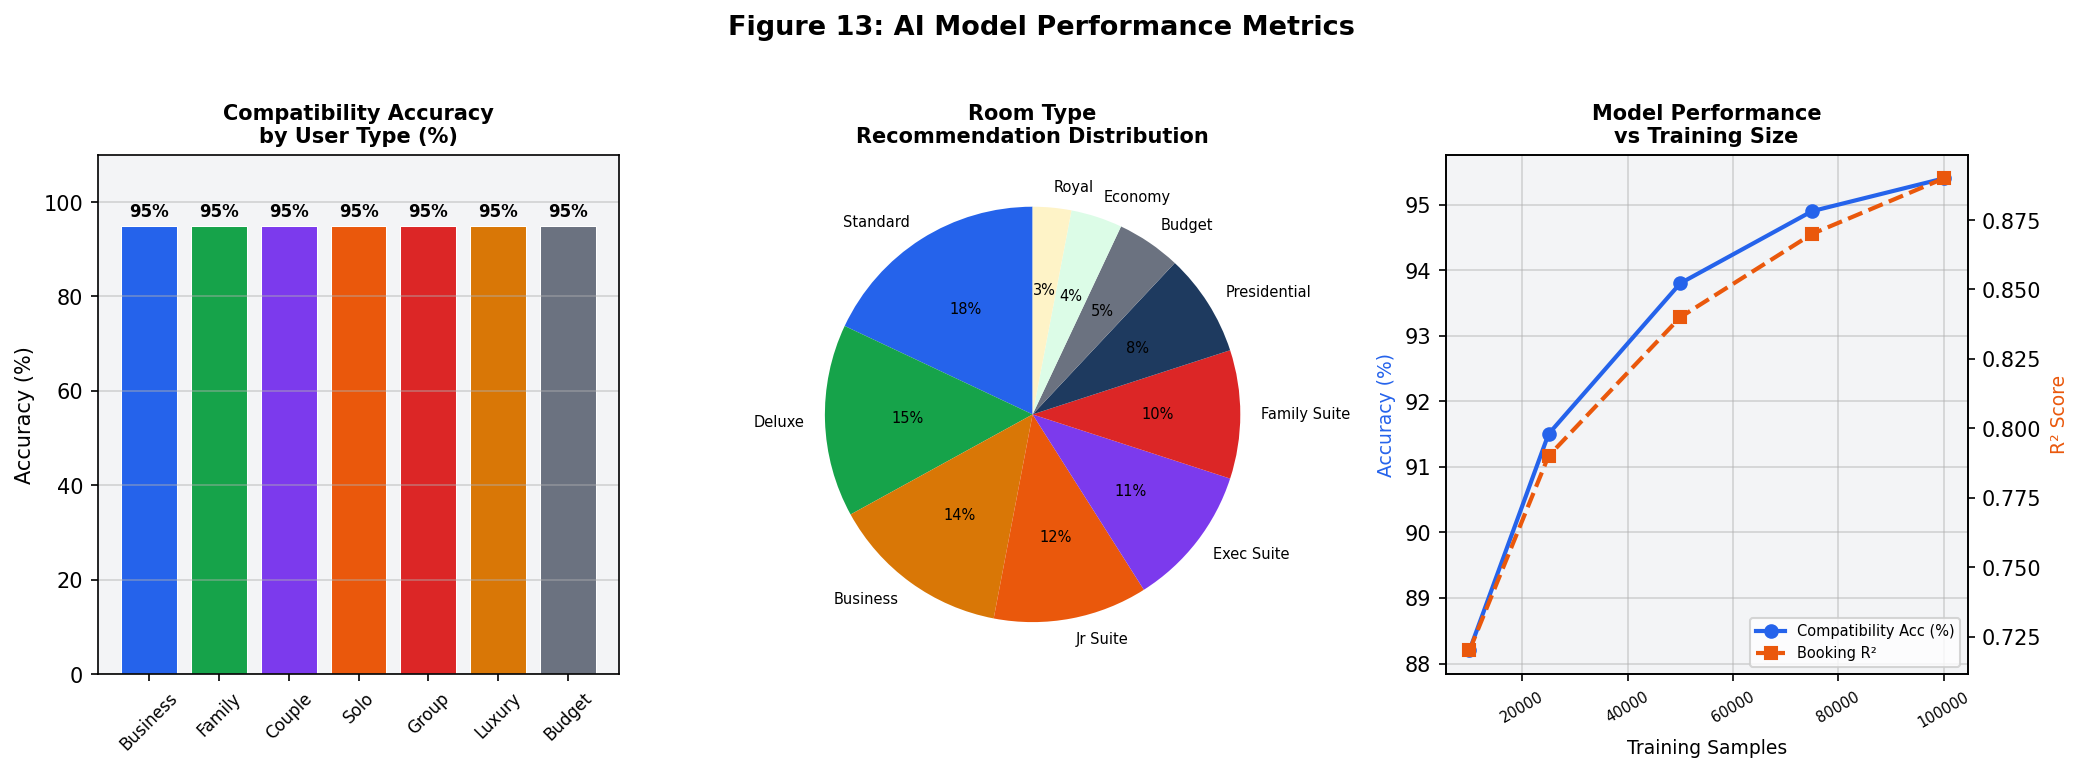 Figure 13: AI Model Performance Metrics
Compatibility Accuracy
by User Type (%)
Accuracy (%)
100
80
60
40
20
0
95% 95% 95% 95% 95% 95% 95%
Business Family Couple Solo Group Luxury Budget
Room Type
Recommendation Distribution
Royal
Economy
Budget
Standard
Presidential
Deluxe
Family Suite
Business
Exec Suite
Jr Suite
3%
4%
5%
18%
8%
15%
10%
11%
14%
12%
Model Performance
vs Training Size
Accuracy (%)
95
94
93
92
91
90
89
88
0.875
0.850
0.825
0.800
0.775
0.750
0.725
R² Score
Compatibility Acc (%)
Booking R²
20000 40000 60000 80000 100000
Training Samples